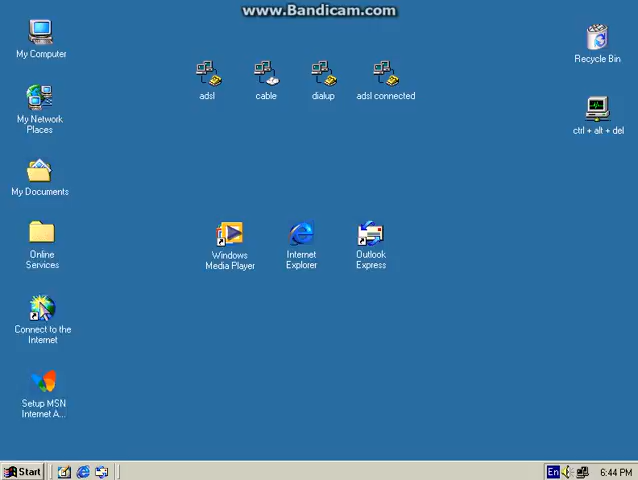 www.Bandicam.com
My Computer
Recycle Bin
adsl
cable
dialup
adsl connected
My Network
Places
ctrl + alt + del
My Documents
Online
Services
Windows
Media Player
Internet
Explorer
Outlook
Express
Connect to the
Internet
Setup MSN
Internet A...
Start
En
6:44 PM